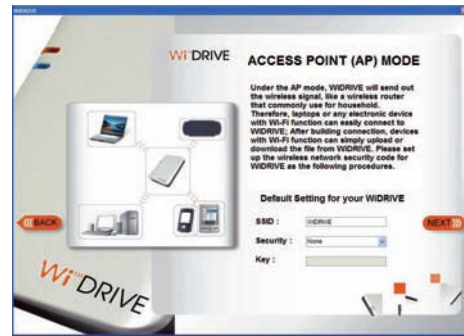 WIDRIVE
Wi DRIVE
ACCESS POINT (AP) MODE
Under the AP mode, WiDRIVE will send out
the wireless signal, like a wireless router
that commonly use for household.
Therefore, laptops or any electronic device
with Wi-Fi function can easily connect to
WiDRIVE; After building connection, devices
with Wi-Fi function can simply upload or
download the file from WiDRIVE. Please set
up the wireless network security code for
WiDRIVE as the following procedures.
Default Setting for your WiDRIVE
SSID : WIDRIVE
Security : None
Key :
BACK
NEXT
Wi DRIVE